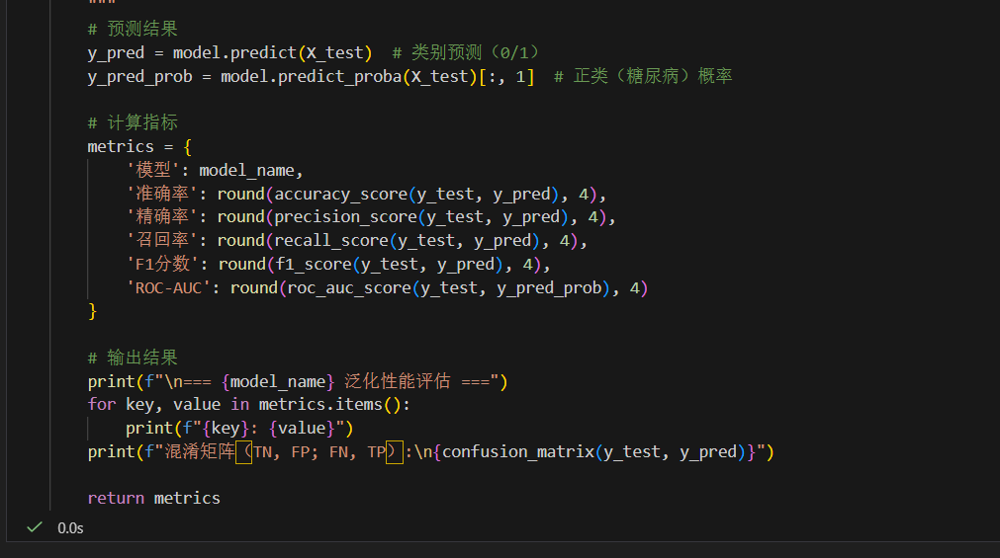 """
# 预测结果
y_pred = model.predict(X_test)  # 类别预测（0/1）
y_pred_prob = model.predict_proba(X_test)[:, 1]  # 正类（糖尿病）概率
# 计算指标
metrics = {
'模型': model_name,
'准确率': round(accuracy_score(y_test, y_pred), 4),
'精确率': round(precision_score(y_test, y_pred), 4),
'召回率': round(recall_score(y_test, y_pred), 4),
'F1分数': round(f1_score(y_test, y_pred), 4),
'ROC-AUC': round(roc_auc_score(y_test, y_pred_prob), 4)
}
# 输出结果
print(f"\n=== {model_name} 泛化性能评估 ===")
for key, value in metrics.items():
print(f"{key}: {value}")
print(f"混淆矩阵（TN, FP; FN, TP）:\n{confusion_matrix(y_test, y_pred)}")
return metrics
0.0s